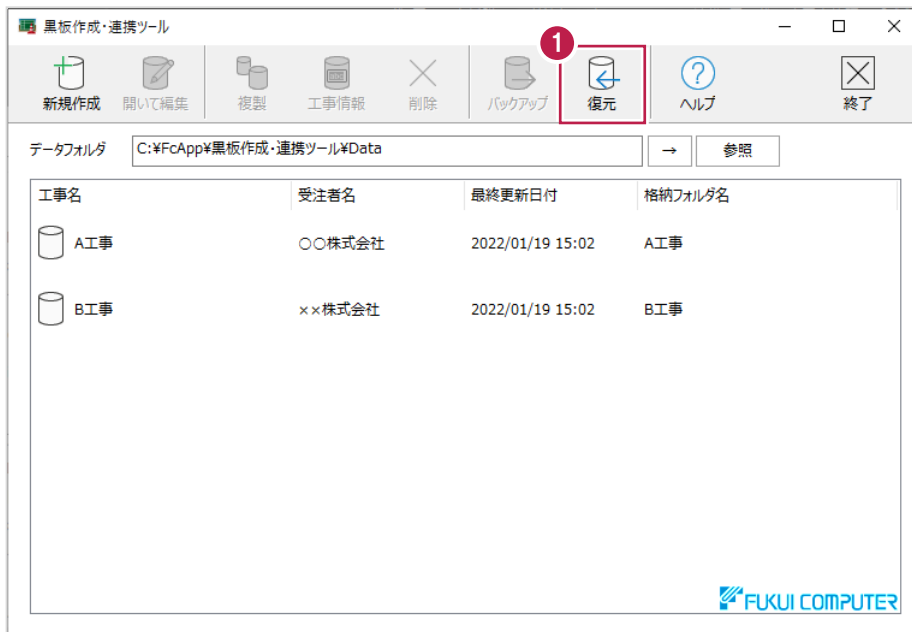 黒板作成・連携ツール
1
新規作成 開いて編集 複製 工事情報 削除 バックアップ 復元 ヘルプ 終了
データフォルダ C:¥FcApp¥黒板作成・連携ツール¥Data → 参照
工事名 受注者名 最終更新日付 格納フォルダ名
A工事 〇〇株式会社 2022/01/19 15:02 A工事
B工事 ××株式会社 2022/01/19 15:02 B工事
FUKUI COMPUTER